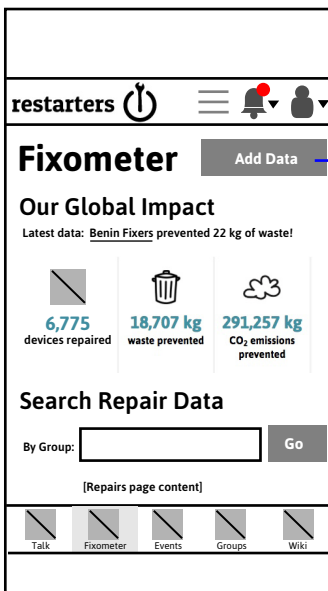 restarters
Fixometer
Add Data
Our Global Impact
Latest data: Benin Fixers prevented 22 kg of waste!
6,775
devices repaired
18,707 kg
waste prevented
291,257 kg
CO₂ emissions
prevented
Search Repair Data
By Group:
Go
[Repairs page content]
Talk
Fixometer
Events
Groups
Wiki